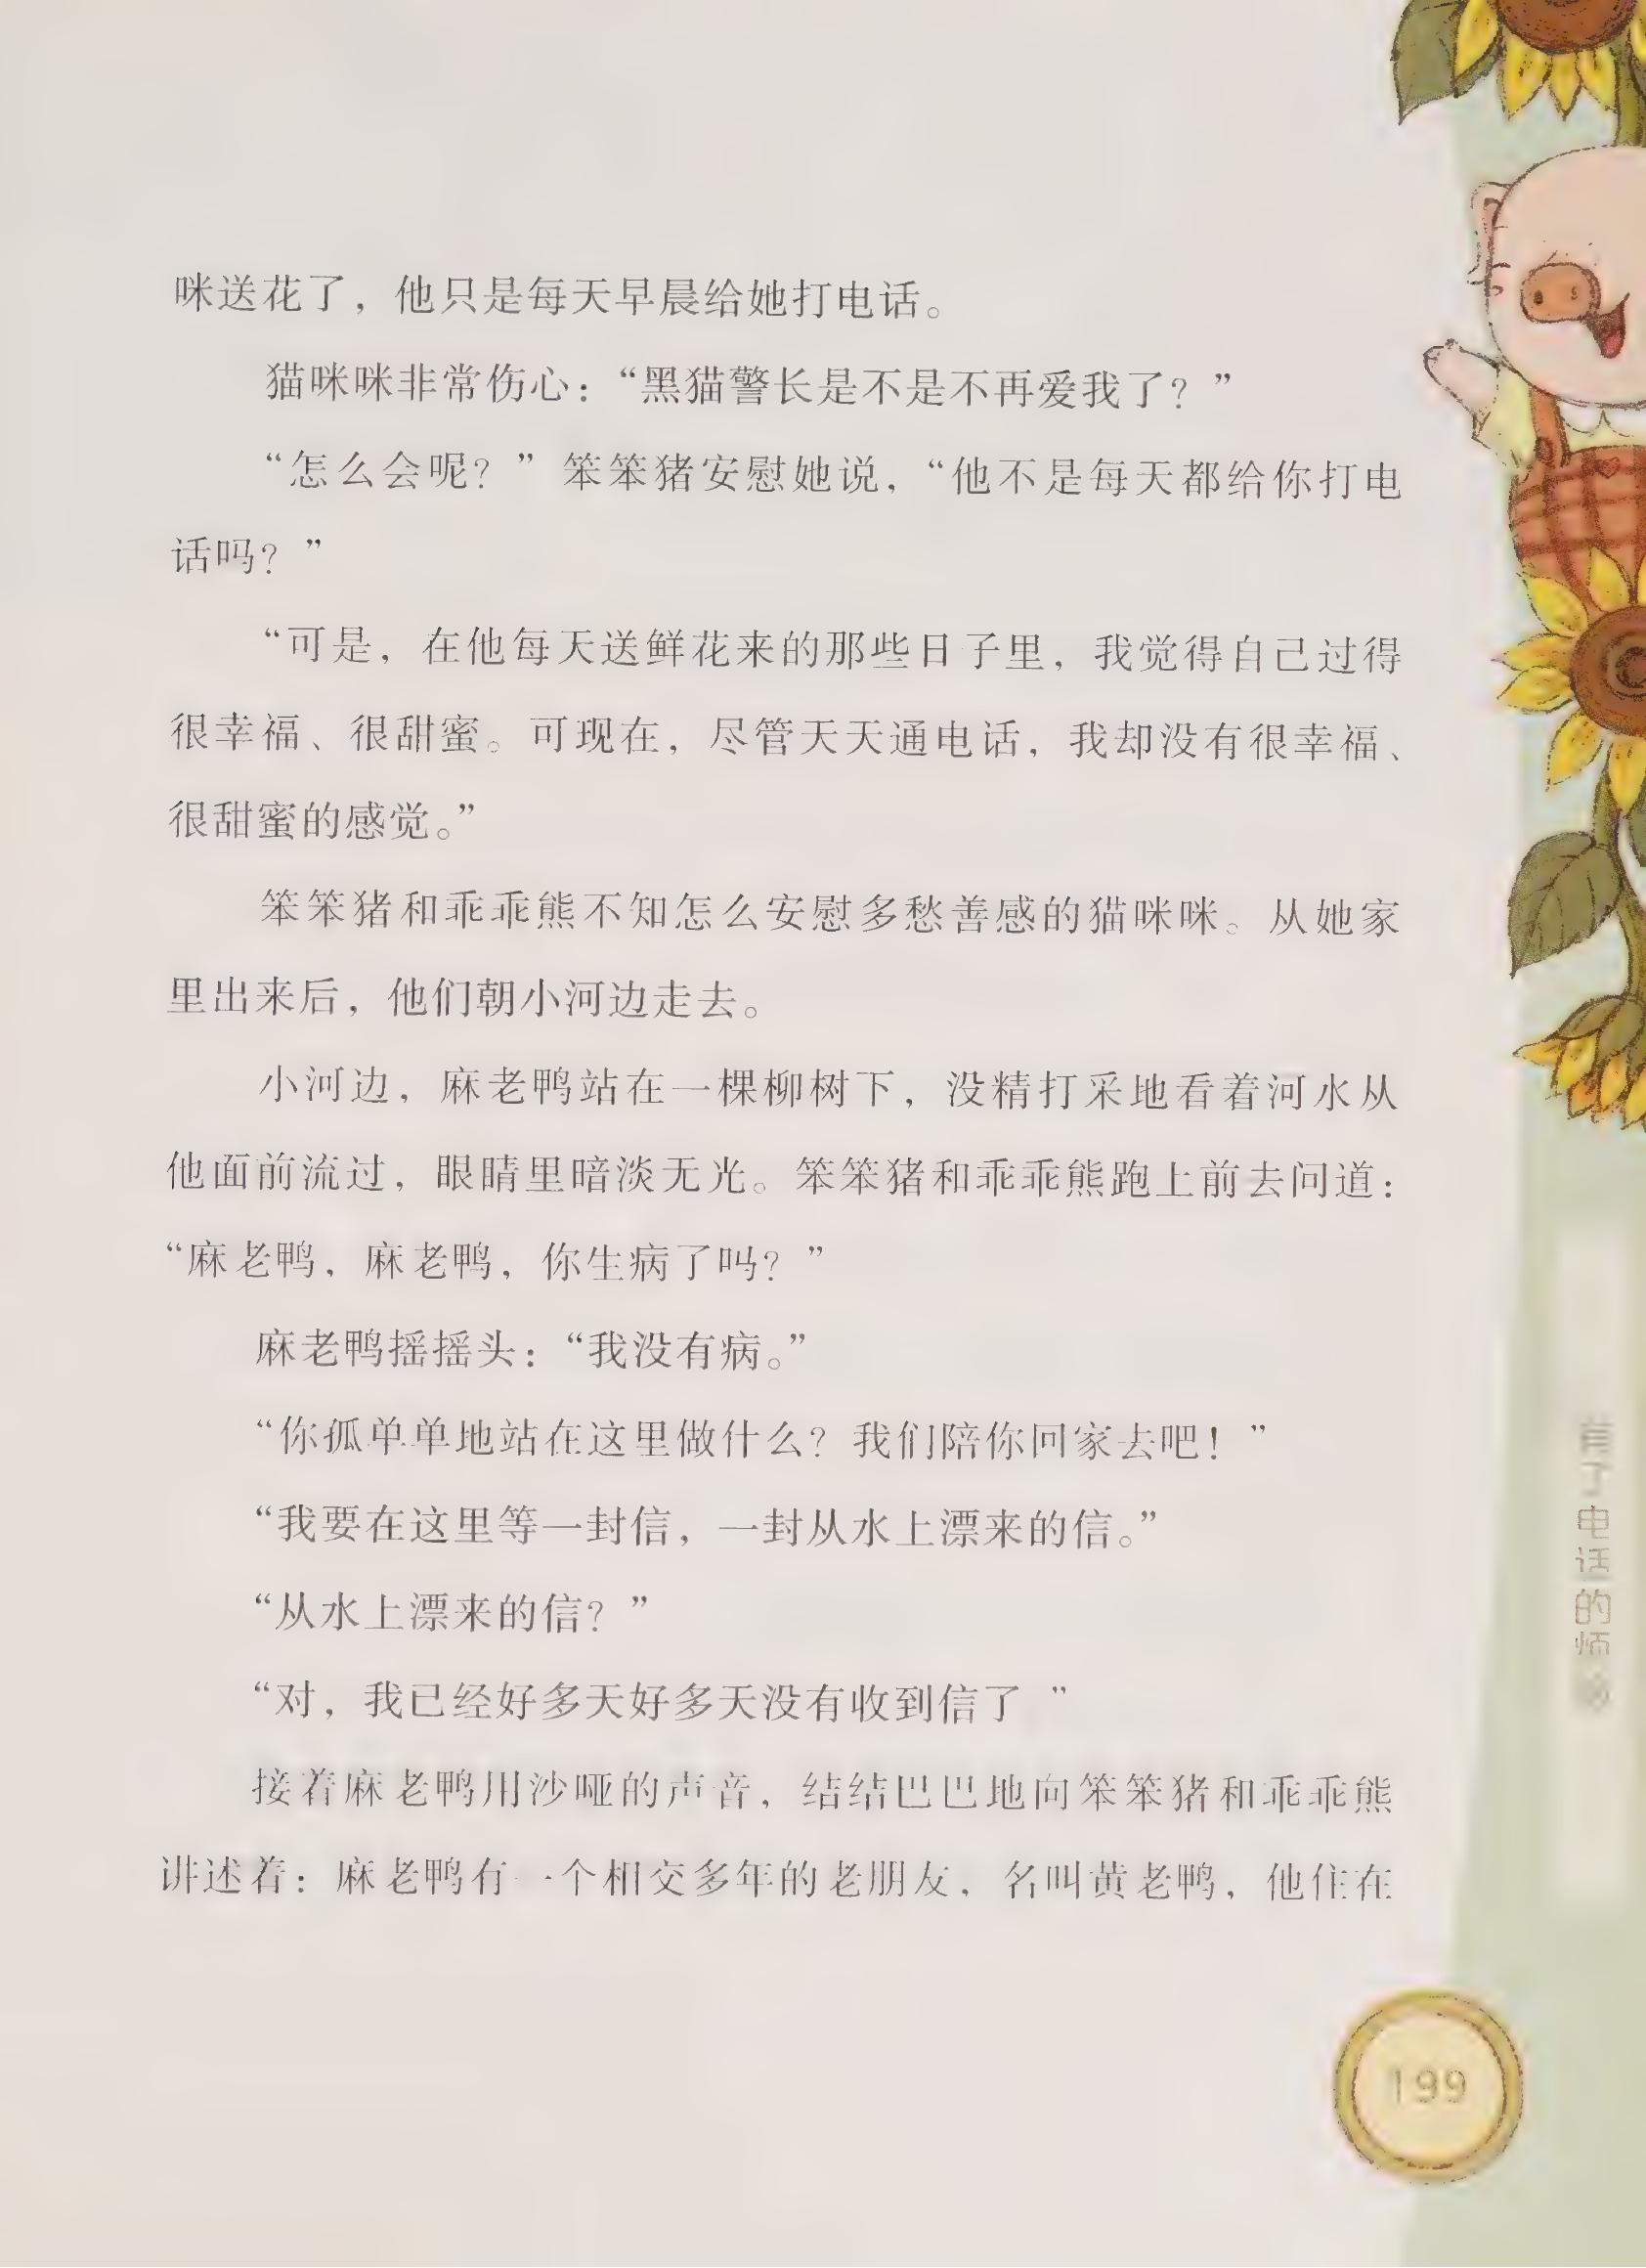 咪送花了，他只是每天早晨给她打电话。
猫咪咪非常伤心：“黑猫警长是不是不再爱我了？”
“怎么会呢？”笨笨猪安慰她说，“他不是每天都给你打电
话吗？”
“可是，在他每天送鲜花来的那些日子里，我觉得自己过得
很幸福、很甜蜜。可现在，尽管天天通电话，我却没有很幸福、
很甜蜜的感觉。”
笨笨猪和乖乖熊不知怎么安慰多愁善感的猫咪咪。从她家
里出来后，他们朝小河边走去。
小河边，麻老鸭站在一棵柳树下，没精打采地看着河水从
他面前流过，眼睛里暗淡无光。笨笨猪和乖乖熊跑上前去问道：
“麻老鸭，麻老鸭，你生病了吗？”
麻老鸭摇摇头：“我没有病。”
“你孤单单地站在这里做什么？我们陪你回家去吧！”
“我要在这里等一封信，一封从水上漂来的信。”
“从水上漂来的信？”
“对，我已经好多天好多天没有收到信了 ”
接着麻老鸭用沙哑的声音，结结巴巴地向笨笨猪和乖乖熊
讲述着：麻老鸭有一个相交多年的老朋友，名叫黄老鸭，他住在
有了电话的
199